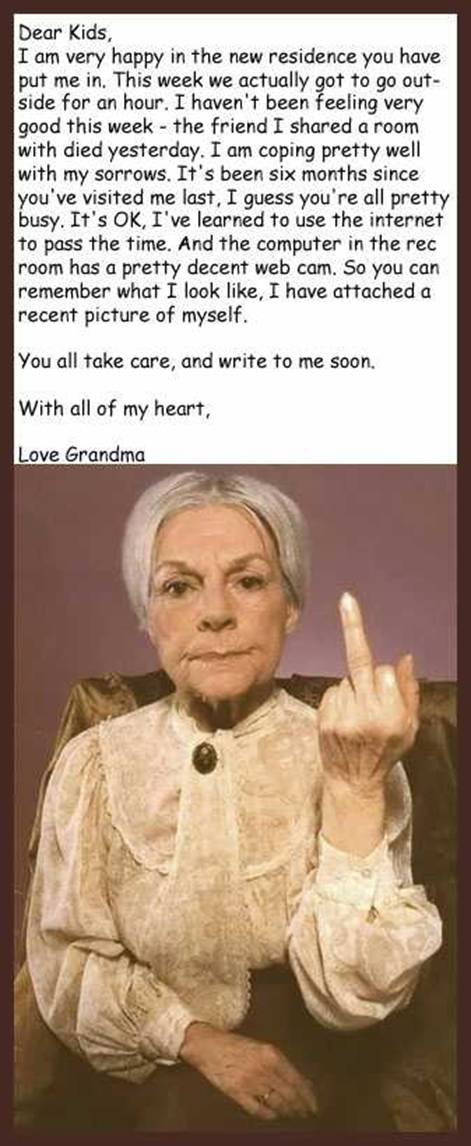 Dear Kids,
I am very happy in the new residence you have
put me in. This week we actually got to go out-
side for an hour. I haven't been feeling very
good this week - the friend I shared a room
with died yesterday. I am coping pretty well
with my sorrows. It's been six months since
you've visited me last, I guess you're all pretty
busy. It's OK, I've learned to use the internet
to pass the time. And the computer in the rec
room has a pretty decent web cam. So you can
remember what I look like, I have attached a
recent picture of myself.
You all take care, and write to me soon.
With all of my heart,
Love Grandma